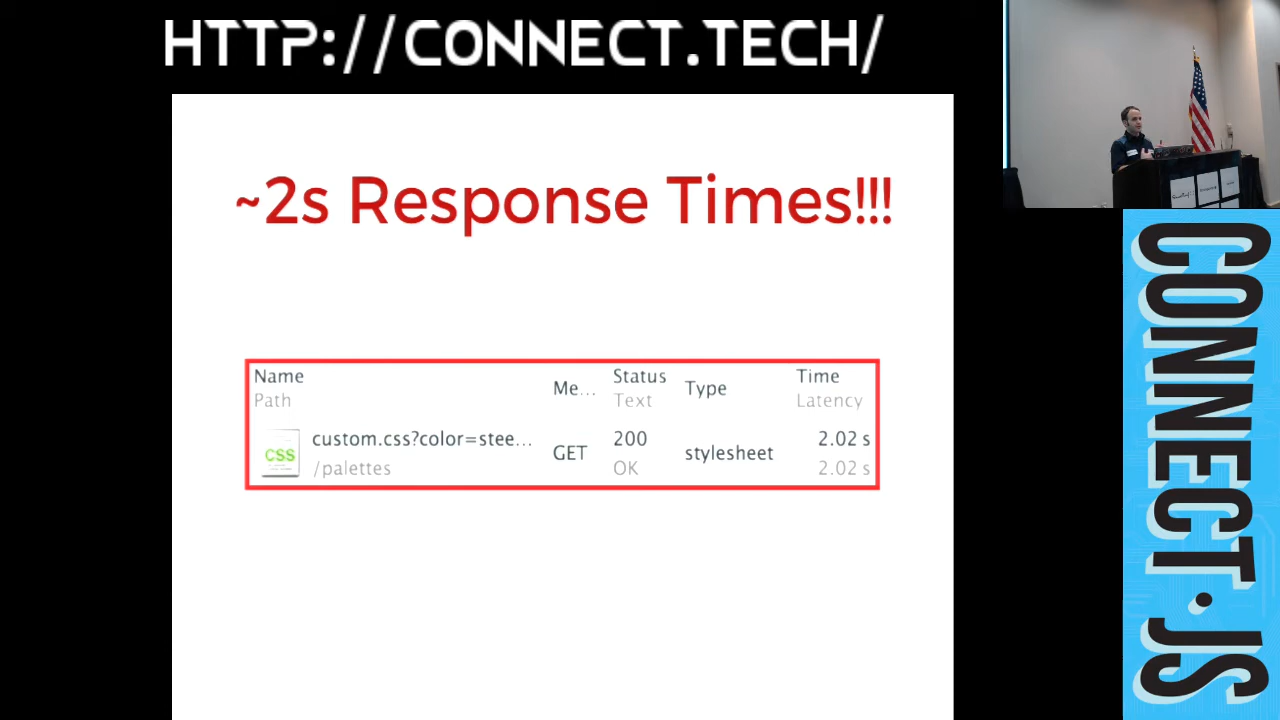 HTTP://CONNECT.TECH/
~2s Response Times!!!
Name
Path
Me...
Status
Text
Type
Time
Latency
CSS
custom.css?color=stee...
/palettes
GET
200
OK
stylesheet
2.02 s
2.02 s
CONNECT.JS